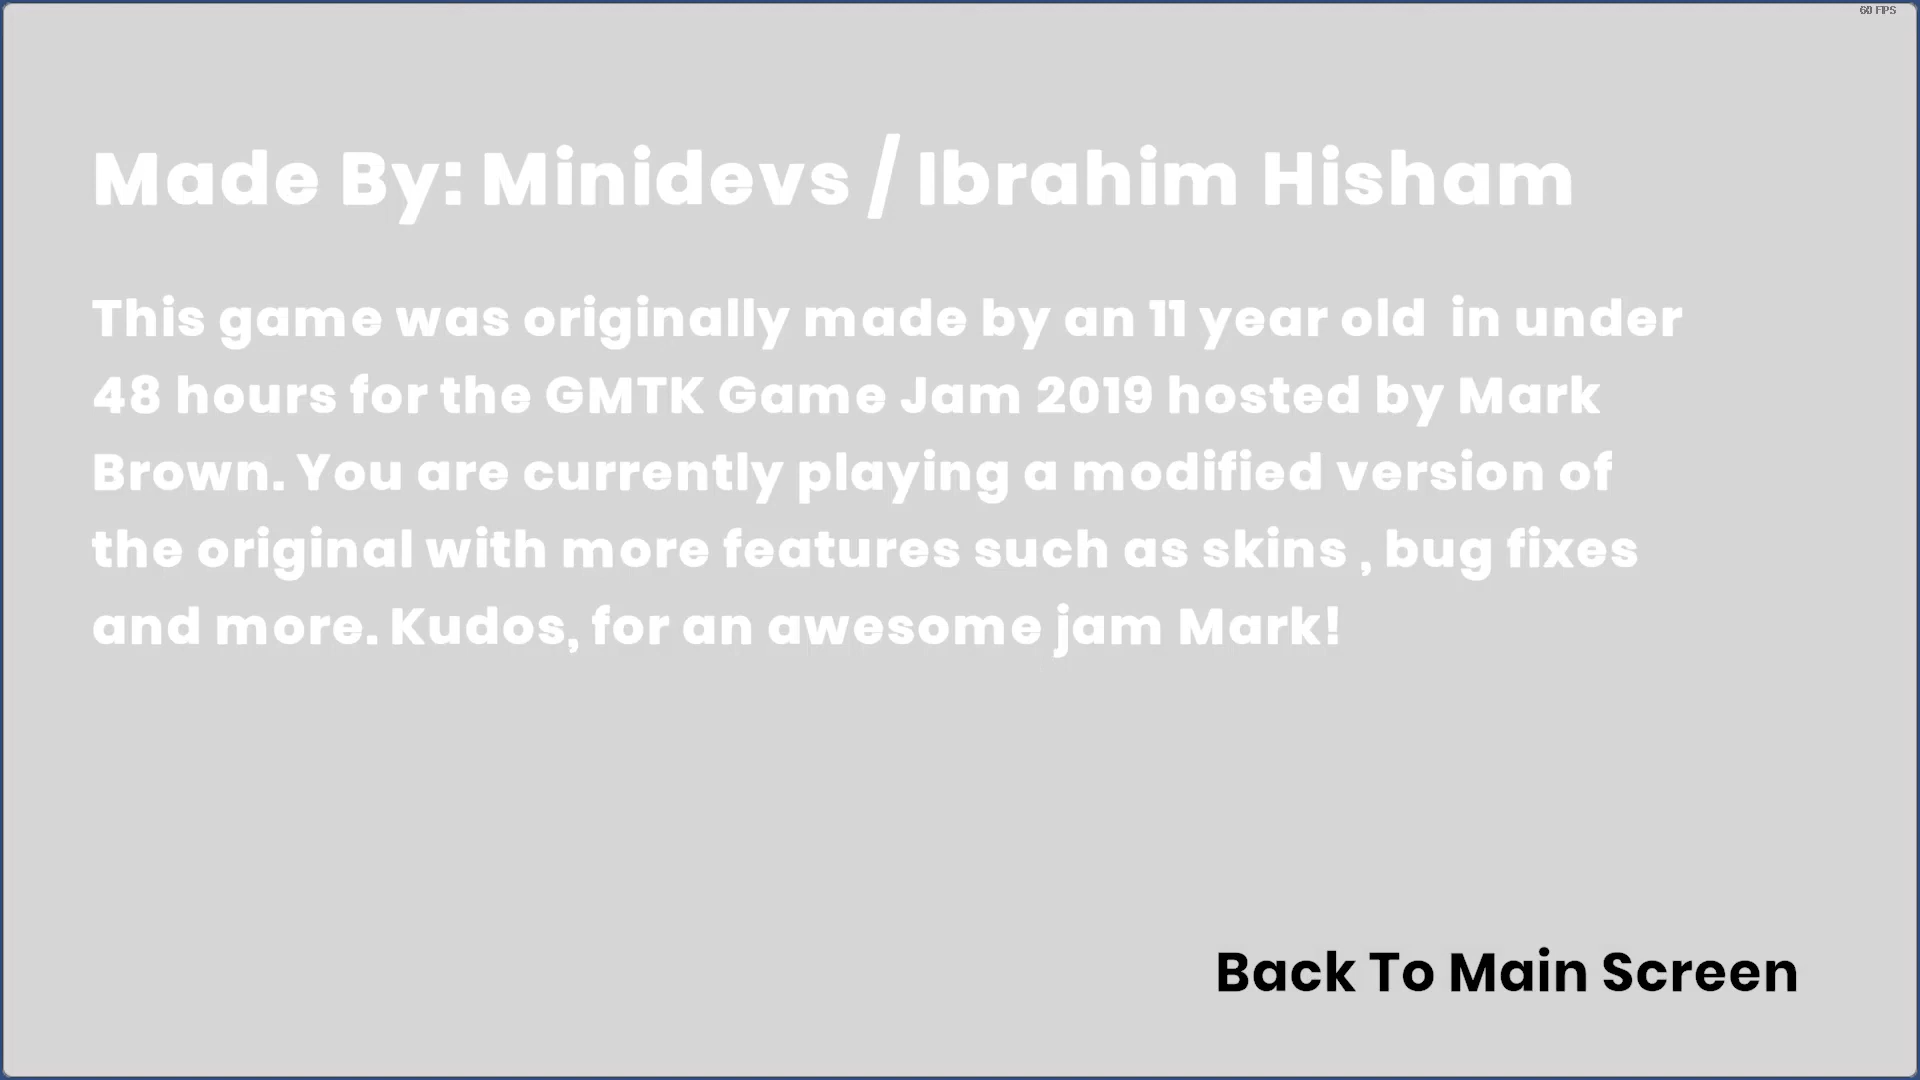 60 FPS
Made By: Minidevs / Ibrahim Hisham
This game was originally made by an 11 year old  in under
48 hours for the GMTK Game Jam 2019 hosted by Mark
Brown. You are currently playing a modified version of
the original with more features such as skins , bug fixes
and more. Kudos, for an awesome jam Mark!
Back To Main Screen